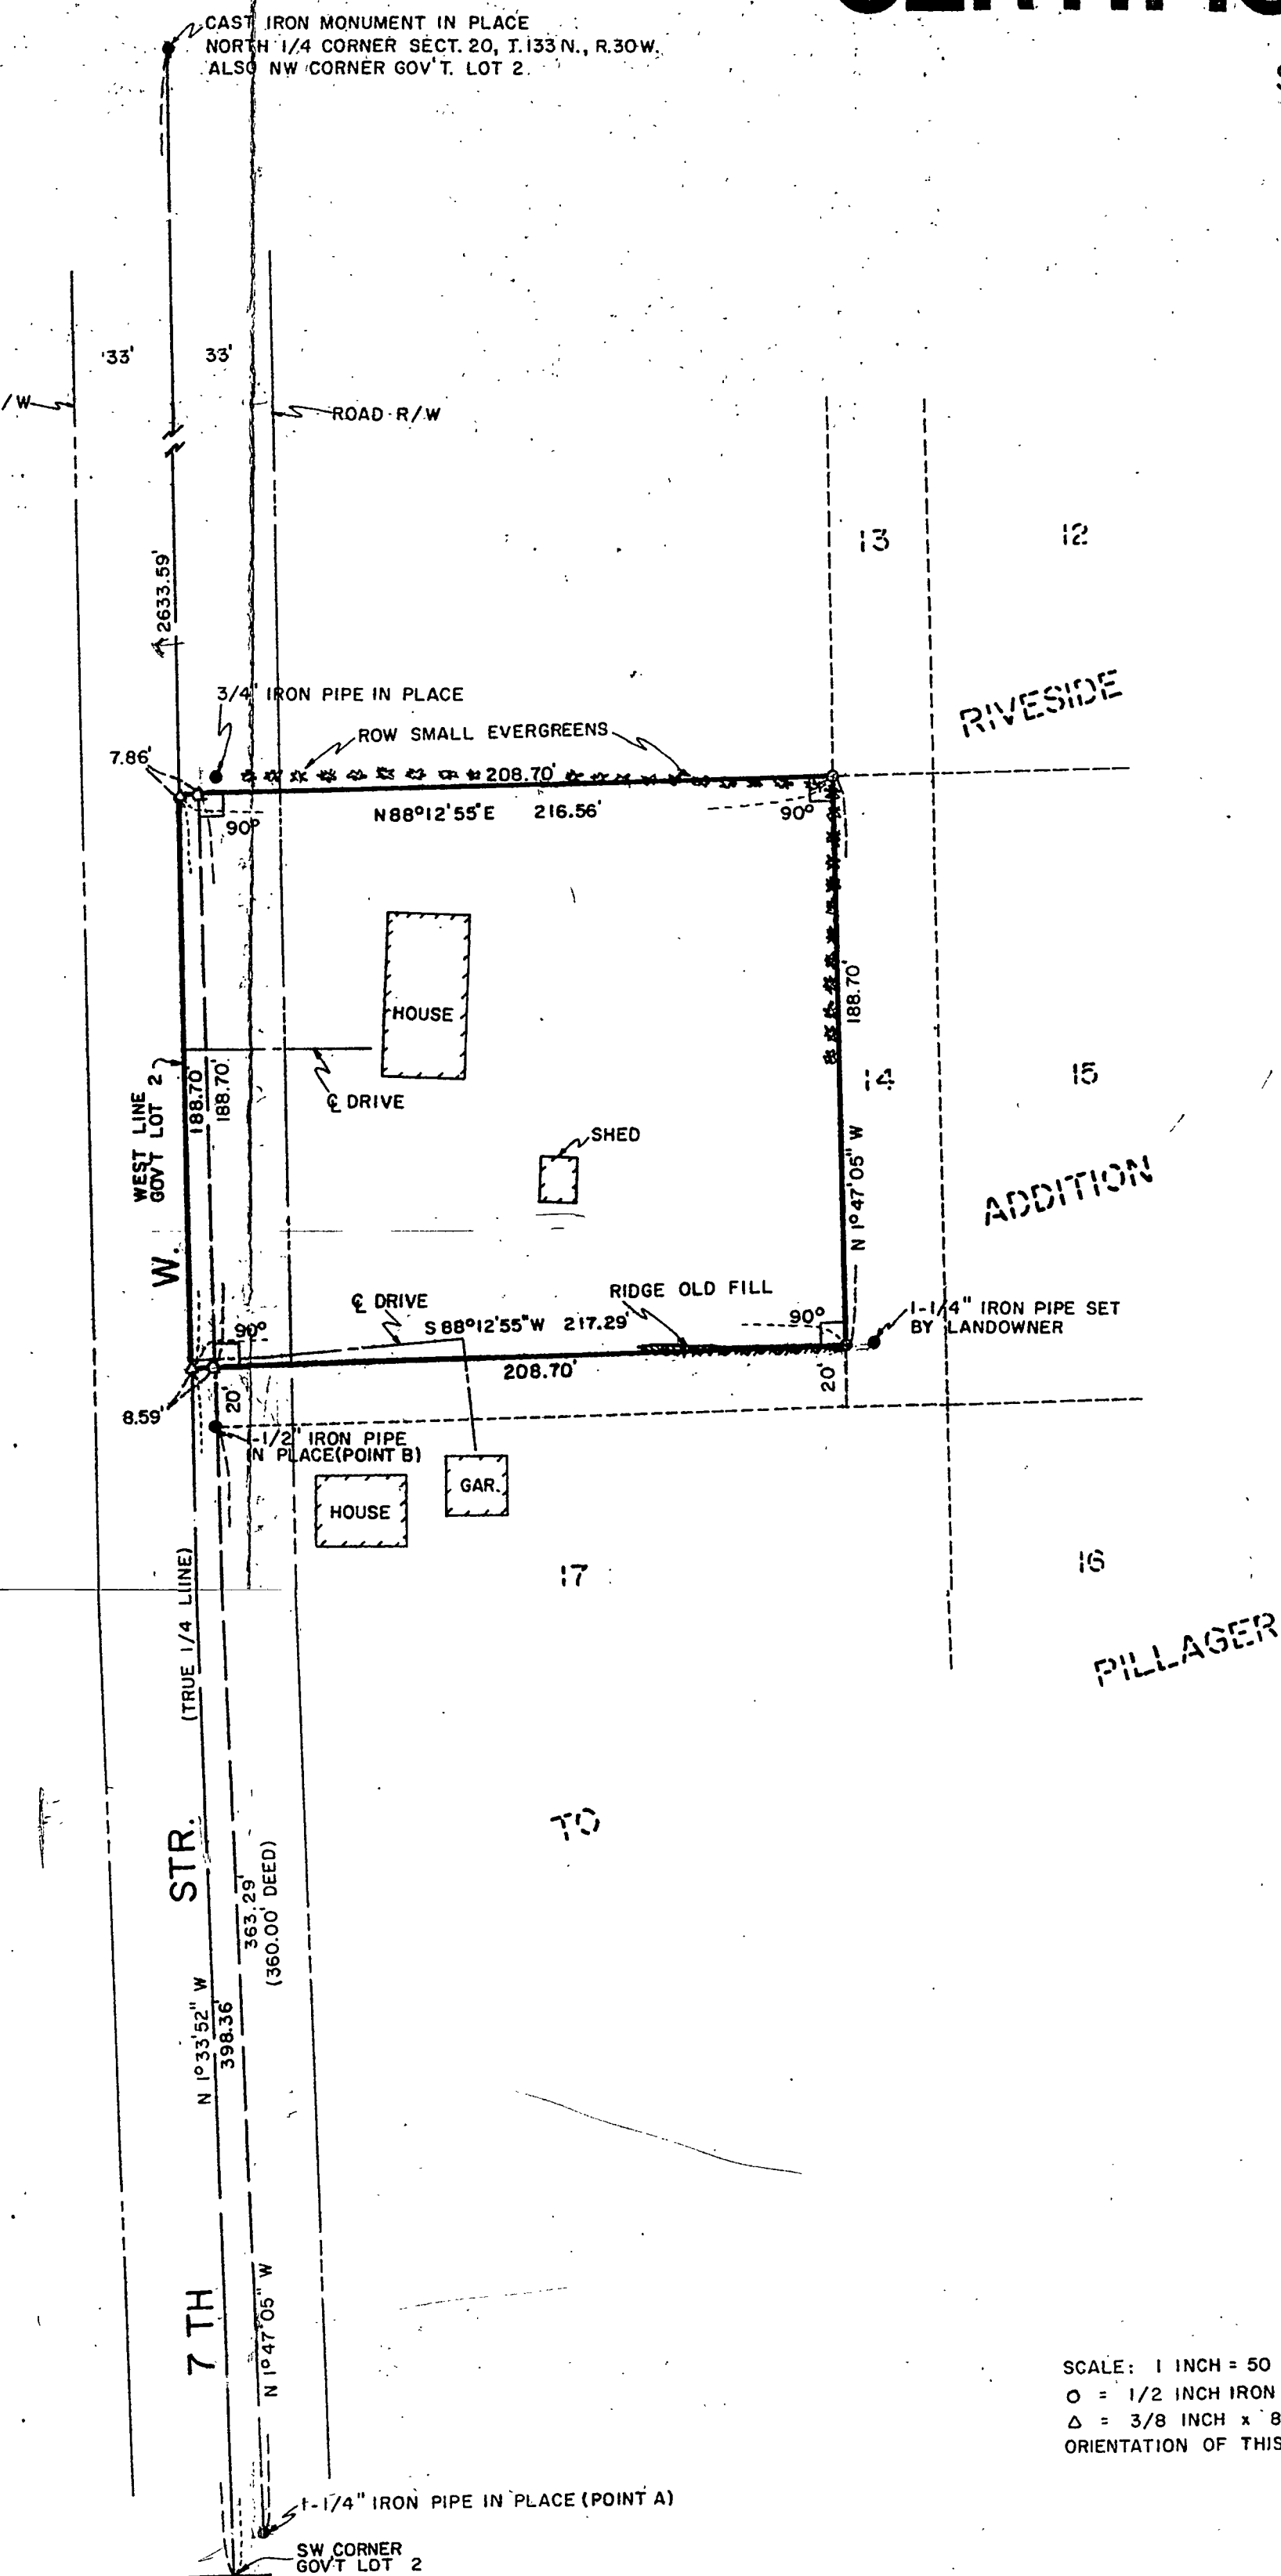 CAST IRON MONUMENT IN PLACE
NORTH 1/4 CORNER SECT. 20, T.133 N., R.30 W.
ALSO NW CORNER GOV'T. LOT 2.
33'
33'
/W
ROAD R/W
13
12
2633.59'
3/4" IRON PIPE IN PLACE
RIVESIDE
ROW SMALL EVERGREENS
7.86'
208.70'
N 88° 12' 55" E 216.56'
90°
90°
HOUSE
188.70'
WEST LINE
GOV'T LOT 2
188.70'
188.70'
14
15
℄ DRIVE
SHED
N 1° 47' 05" W
ADDITION
W.
RIDGE OLD FILL
℄ DRIVE
S 88° 12' 55" W 217.29'
90°
90°
1-1/4" IRON PIPE SET
BY LANDOWNER
208.70'
20'
20'
8.59'
-1/2" IRON PIPE
N PLACE (POINT B)
GAR.
HOUSE
17
16
(TRUE 1/4 LLINE)
PILLAGER
TO
STR.
363.29'
(360.00' DEED)
N 1° 33' 52" W
398.36'
7 TH
N 1° 47' 05" W
SCALE: 1 INCH = 50
O = 1/2 INCH IRON
Δ = 3/8 INCH x 8
ORIENTATION OF THIS
1-1/4" IRON PIPE IN PLACE (POINT A)
SW CORNER
GOV'T LOT 2